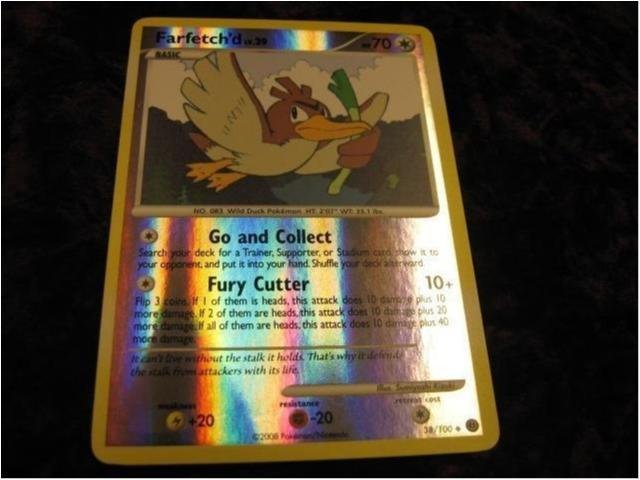 Farfetch'd LV.29
HP 70
BASIC
NO. 083 Wild Duck Pokémon HT: 2'07" WT: 33.1 lbs.
Go and Collect
Search your deck for a Trainer, Supporter, or Stadium card, show it to
your opponent, and put it into your hand. Shuffle your deck afterward.
Fury Cutter 10+
Flip 3 coins. If 1 of them is heads, this attack does 10 damage plus 10
more damage. If 2 of them are heads, this attack does 10 damage plus 20
more damage. If all of them are heads, this attack does 10 damage plus 40
more damage.
It can't live without the stalk it holds. That's why it defends
the stalk from attackers with its life.
Illus. Sumiyoshi Kizuki
weakness resistance retreat cost
+20 -20
©2008 Pokémon/Nintendo 38/100